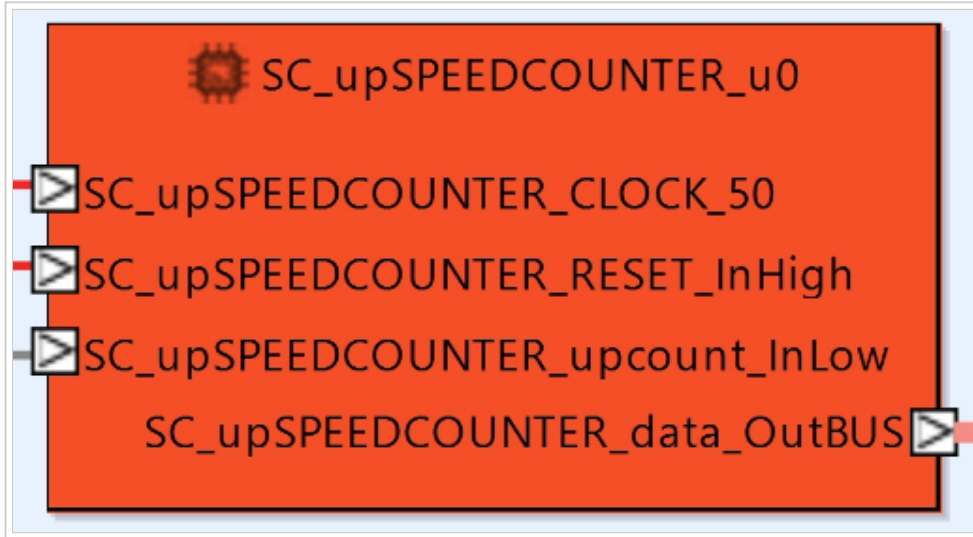 SC_upSPEEDCOUNTER_u0
SC_upSPEEDCOUNTER_CLOCK_50
SC_upSPEEDCOUNTER_RESET_InHigh
SC_upSPEEDCOUNTER_upcount_InLow
SC_upSPEEDCOUNTER_data_OutBUS